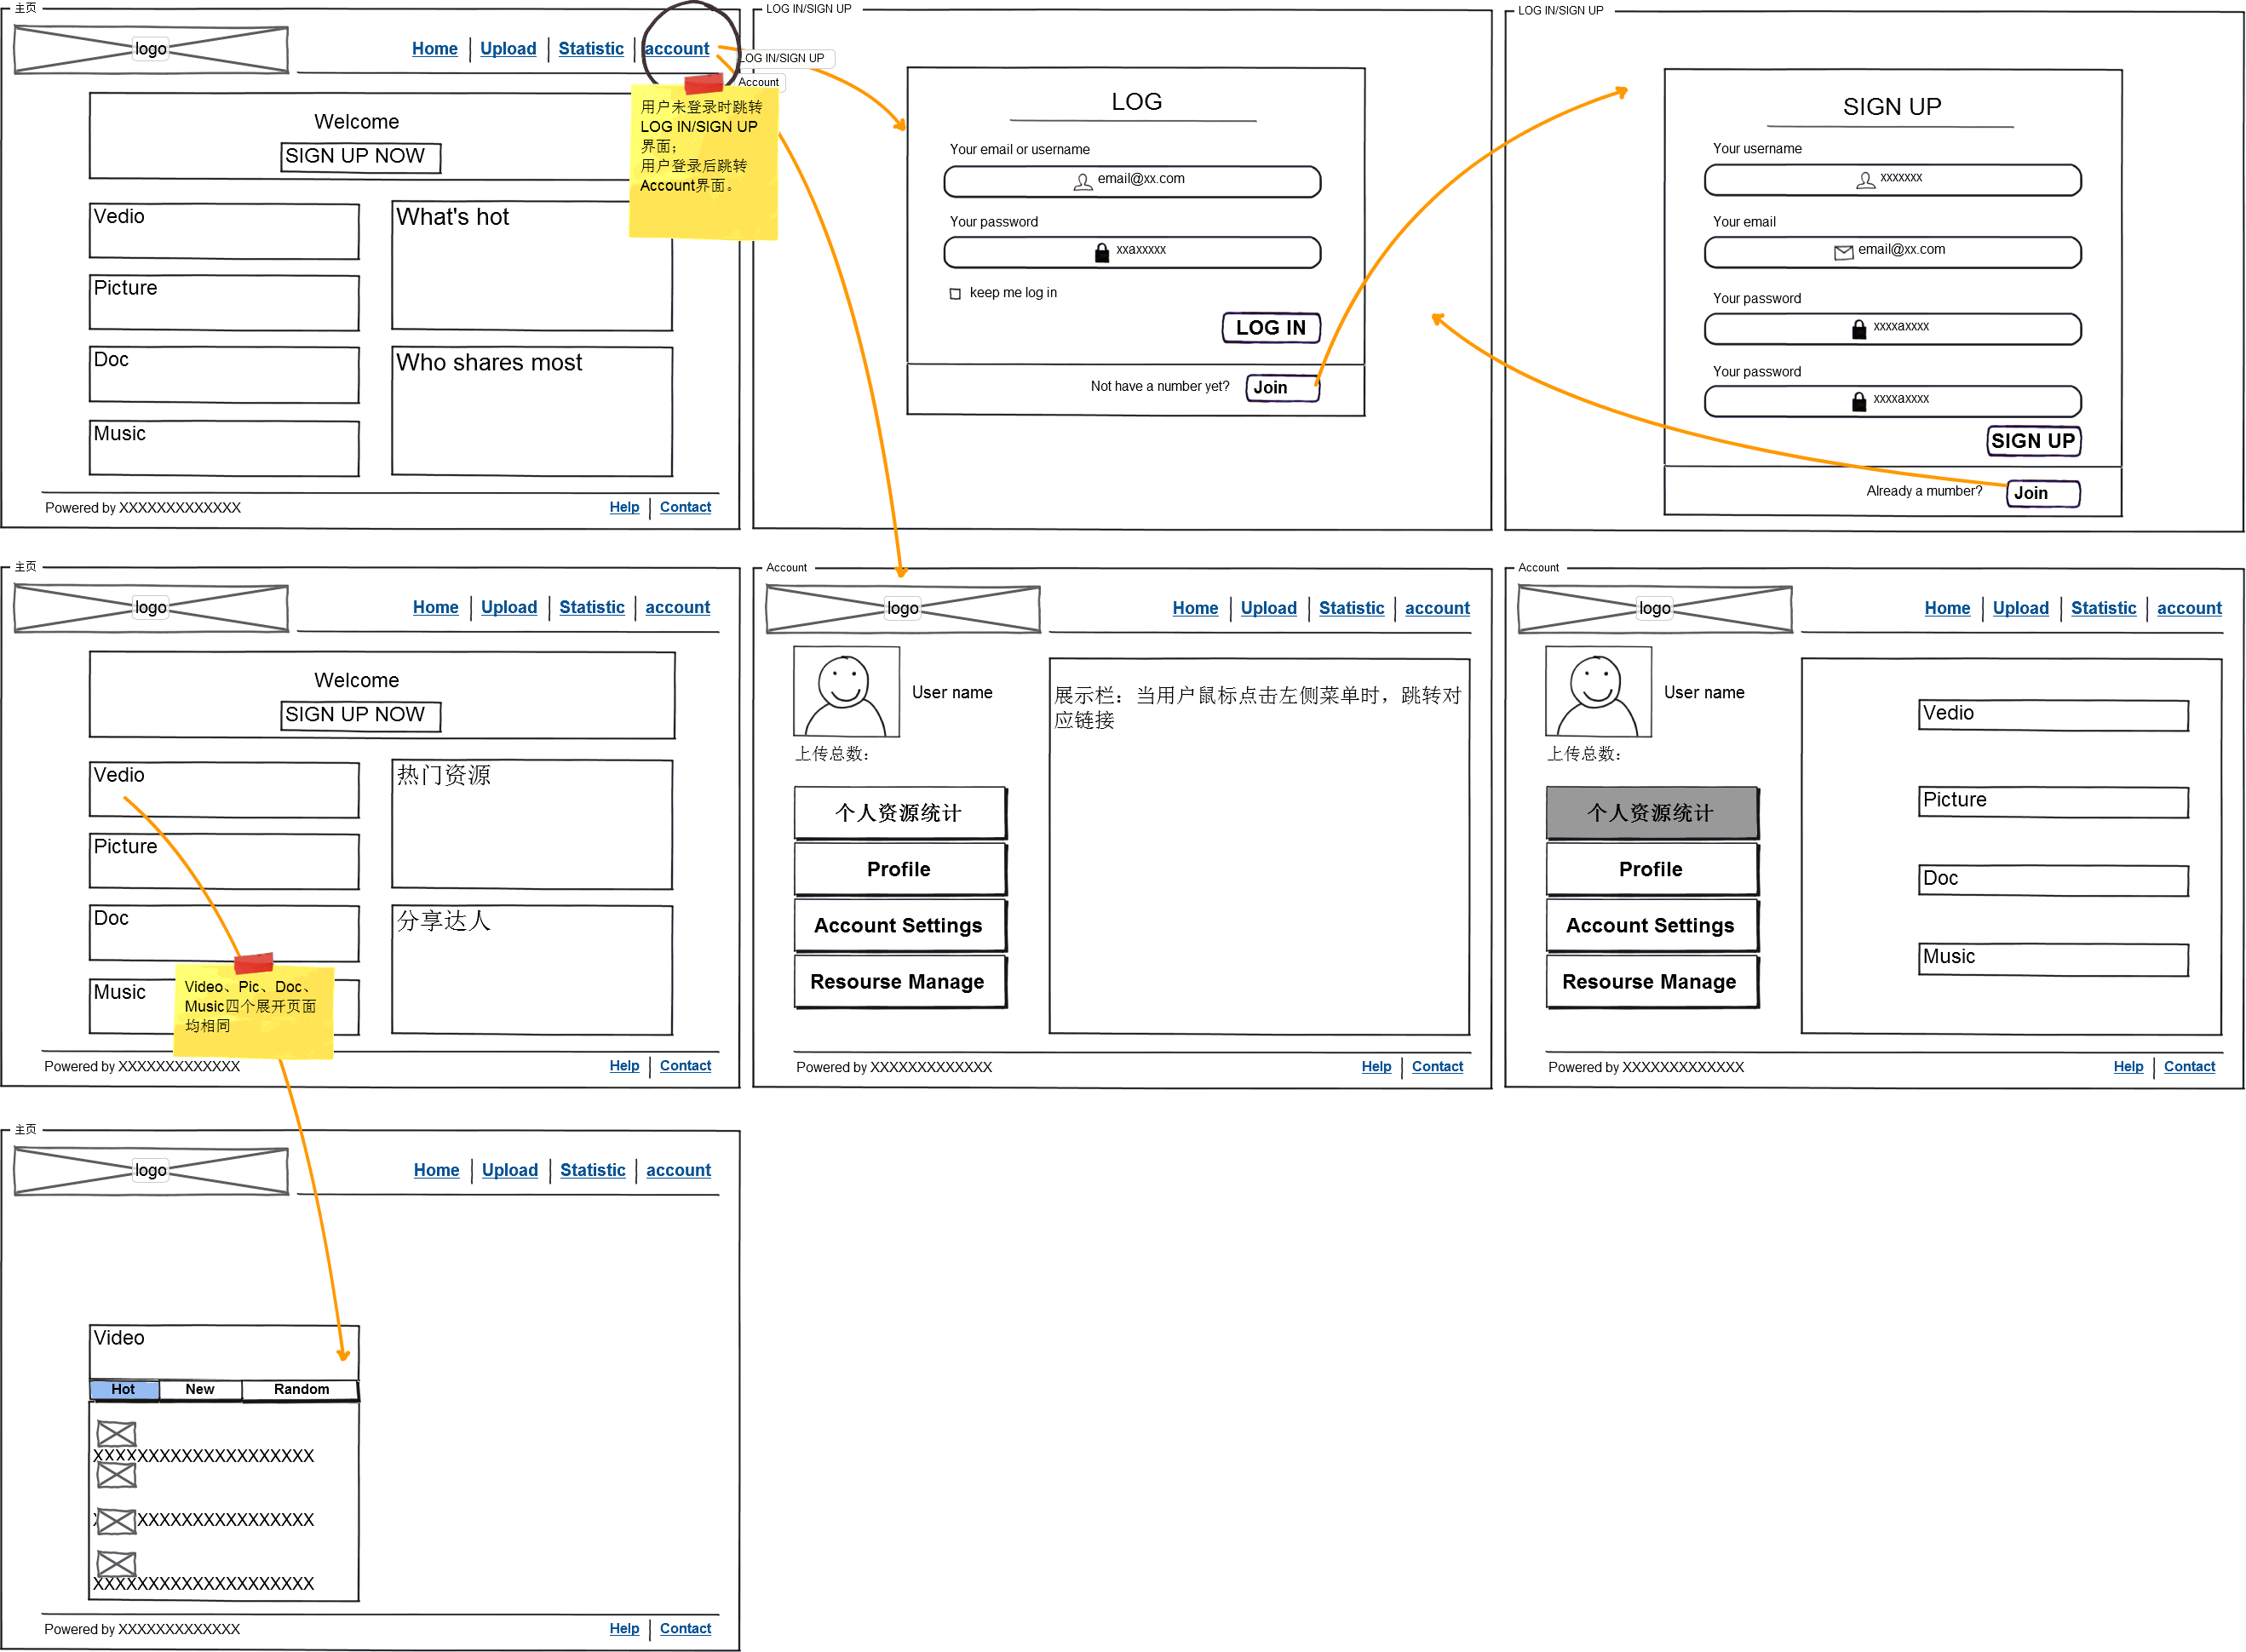 主页
logo
Home
Upload
Statistic
account
LOG IN/SIGN UP
Account
用户未登录时跳转
LOG IN/SIGN UP
界面；
用户登录后跳转
Account界面。
Welcome
SIGN UP NOW
Vedio
Picture
Doc
Music
What's hot
Who shares most
Powered by XXXXXXXXXXXXX
Help
Contact
LOG IN/SIGN UP
LOG
Your email or username
email@xx.com
Your password
xxaxxxxx
keep me log in
LOG IN
Not have a number yet?
Join
LOG IN/SIGN UP
SIGN UP
Your username
xxxxxxx
Your email
email@xx.com
Your password
xxxxaxxxx
Your password
xxxxaxxxx
SIGN UP
Already a mumber?
Join
主页
logo
Home
Upload
Statistic
account
Welcome
SIGN UP NOW
Vedio
Picture
Doc
Music
热门资源
分享达人
Video、Pic、Doc、
Music四个展开页面
均相同
Powered by XXXXXXXXXXXXX
Help
Contact
Account
logo
Home
Upload
Statistic
account
User name
上传总数：
个人资源统计
Profile
Account Settings
Resourse Manage
展示栏：当用户鼠标点击左侧菜单时，跳转对
应链接
Powered by XXXXXXXXXXXXX
Help
Contact
Account
logo
Home
Upload
Statistic
account
User name
上传总数：
个人资源统计
Profile
Account Settings
Resourse Manage
Vedio
Picture
Doc
Music
Powered by XXXXXXXXXXXXX
Help
Contact
主页
logo
Home
Upload
Statistic
account
Video
Hot
New
Random
XXXXXXXXXXXXXXXXXXXX
XXXXXXXXXXXXXXXX
XXXXXXXXXXXXXXXXXXXX
Powered by XXXXXXXXXXXXX
Help
Contact